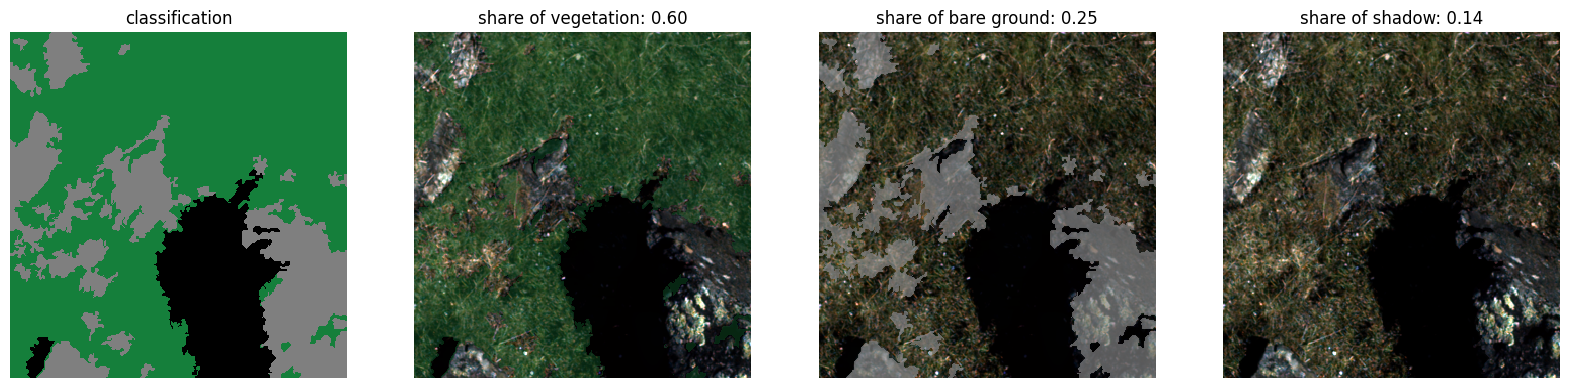 classification
share of vegetation: 0.60
share of bare ground: 0.25
share of shadow: 0.14